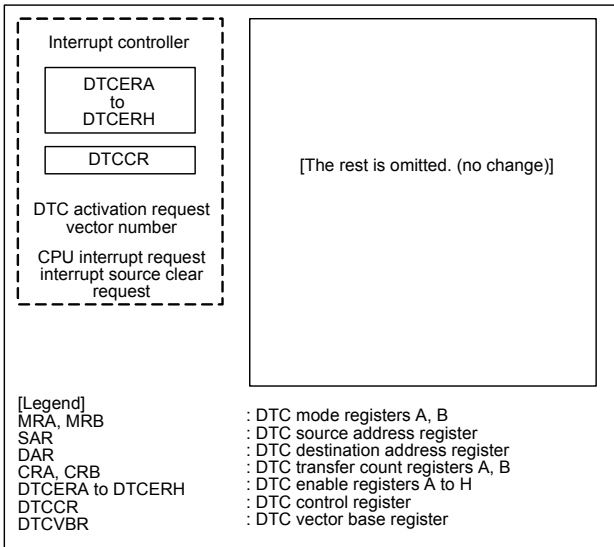 Interrupt controller
DTCERA
to
DTCERH
DTCCR
DTC activation request
vector number
CPU interrupt request
interrupt source clear
request
[The rest is omitted. (no change)]
[Legend]
MRA, MRB : DTC mode registers A, B
SAR : DTC source address register
DAR : DTC destination address register
CRA, CRB : DTC transfer count registers A, B
DTCERA to DTCERH : DTC enable registers A to H
DTCCR : DTC control register
DTCVBR : DTC vector base register